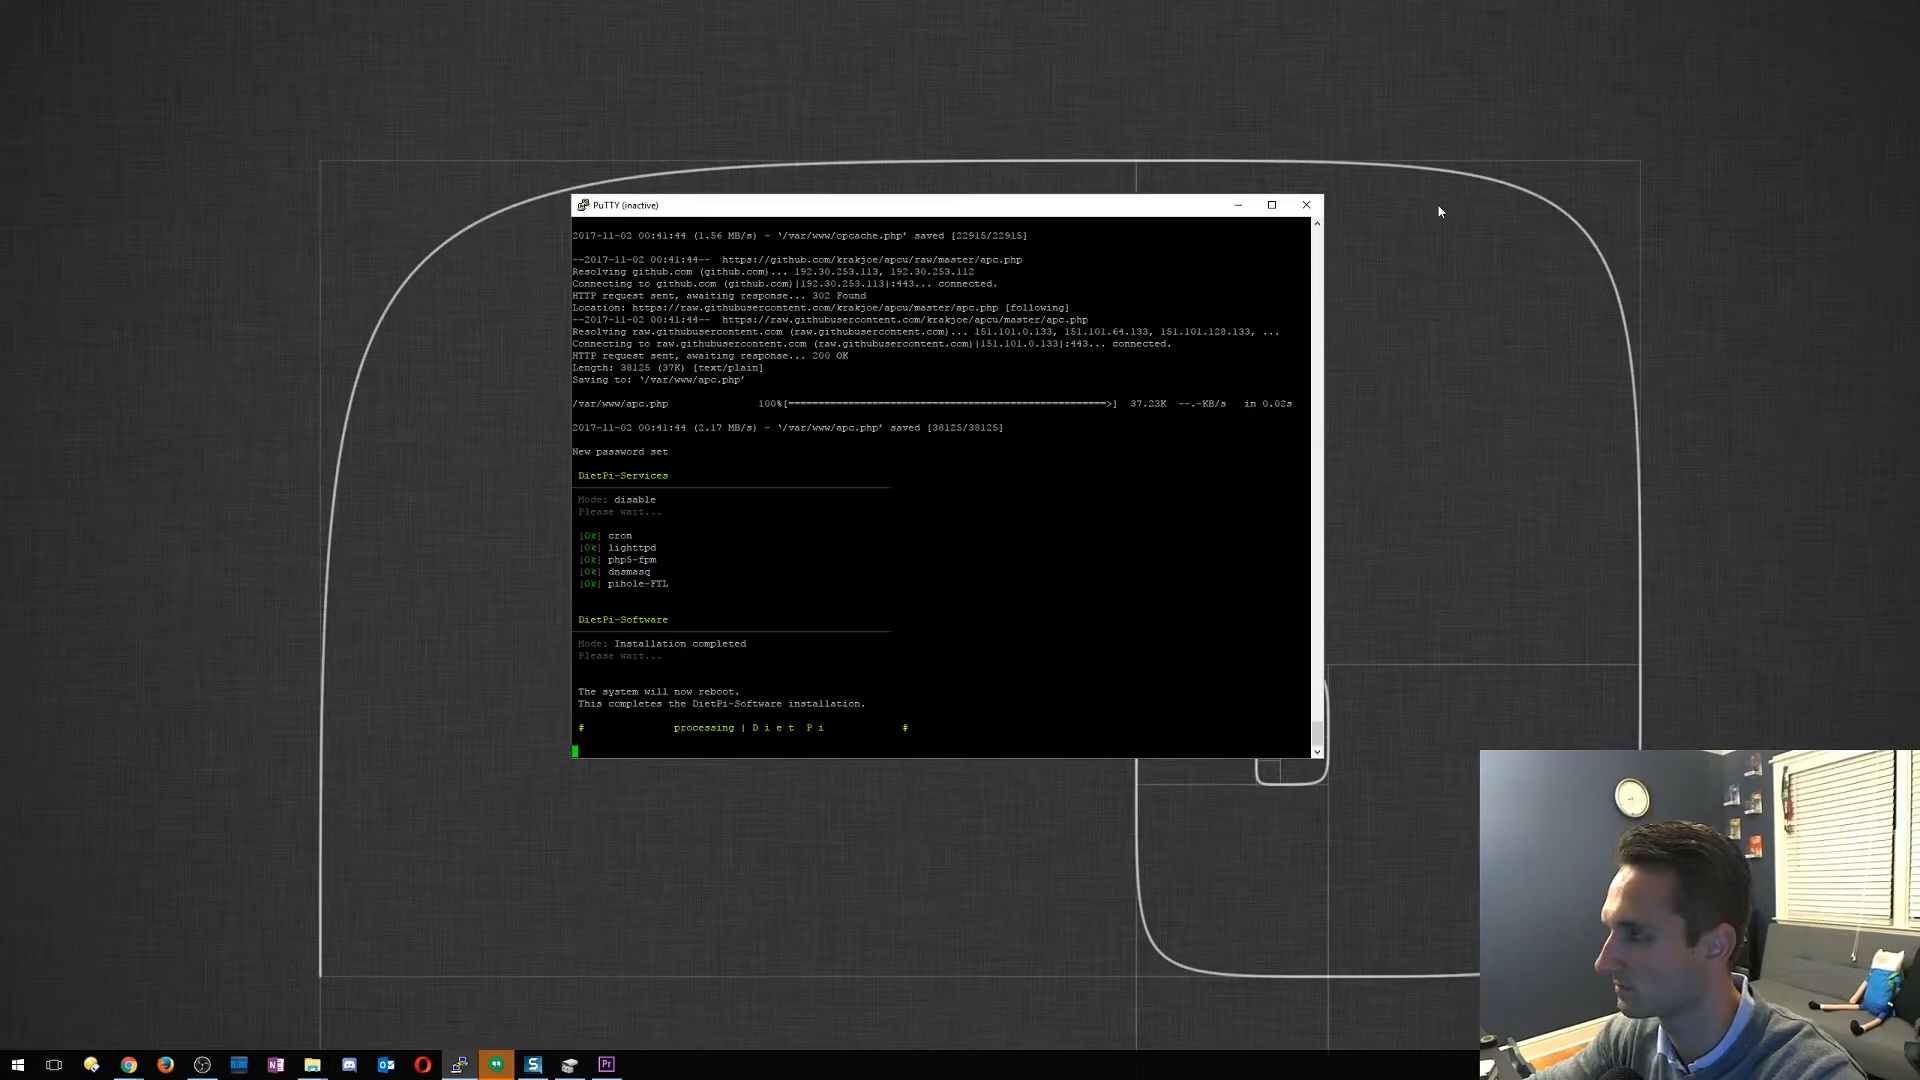 PuTTY (inactive)
2017-11-02 00:41:44 (1.56 MB/s) - ‘/var/www/opcache.php’ saved [22915/22915]
--2017-11-02 00:41:44--  https://github.com/krakjoe/apcu/raw/master/apc.php
Resolving github.com (github.com)... 192.30.253.113, 192.30.253.112
Connecting to github.com (github.com)|192.30.253.113|:443... connected.
HTTP request sent, awaiting response... 302 Found
Location: https://raw.githubusercontent.com/krakjoe/apcu/master/apc.php [following]
--2017-11-02 00:41:44--  https://raw.githubusercontent.com/krakjoe/apcu/master/apc.php
Resolving raw.githubusercontent.com (raw.githubusercontent.com)... 151.101.0.133, 151.101.64.133, 151.101.128.133, ...
Connecting to raw.githubusercontent.com (raw.githubusercontent.com)|151.101.0.133|:443... connected.
HTTP request sent, awaiting response... 200 OK
Length: 38125 (37K) [text/plain]
Saving to: ‘/var/www/apc.php’
/var/www/apc.php 100%[=====================================================>] 37.23K --.-KB/s in 0.02s
2017-11-02 00:41:44 (2.17 MB/s) - ‘/var/www/apc.php’ saved [38125/38125]
New password set
DietPi-Services
Mode: disable
Please wait...
[Ok] cron
[Ok] lighttpd
[Ok] php5-fpm
[Ok] dnsmasq
[Ok] pihole-FTL
DietPi-Software
Mode: Installation completed
Please wait...
The system will now reboot.
This completes the DietPi-Software installation.
# processing | D i e t  P i #